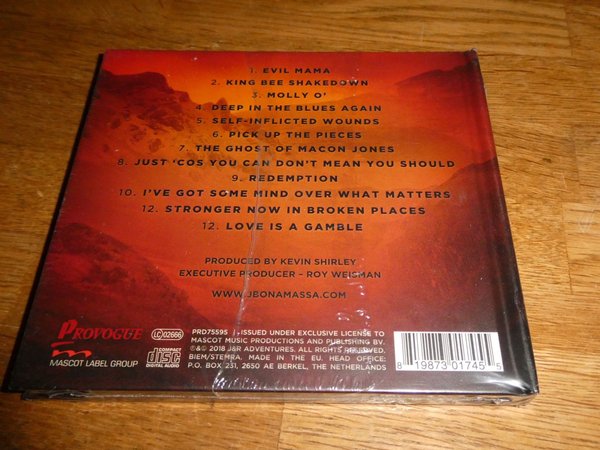 1. EVIL MAMA
2. KING BEE SHAKEDOWN
3. MOLLY O'
4. DEEP IN THE BLUES AGAIN
5. SELF-INFLICTED WOUNDS
6. PICK UP THE PIECES
7. THE GHOST OF MACON JONES
8. JUST 'COS YOU CAN DON'T MEAN YOU SHOULD
9. REDEMPTION
10. I'VE GOT SOME MIND OVER WHAT MATTERS
12. STRONGER NOW IN BROKEN PLACES
12. LOVE IS A GAMBLE
PRODUCED BY KEVIN SHIRLEY
EXECUTIVE PRODUCER – ROY WEISMAN
WWW.JBONAMASSA.COM
PROVOGUE
MASCOT LABEL GROUP
LC 02666
COMPACT
disc
DIGITAL AUDIO
PRD75595 | ISSUED UNDER EXCLUSIVE LICENSE TO
MASCOT MUSIC PRODUCTIONS AND PUBLISHING BV.
℗&© 2018 J&R ADVENTURES. ALL RIGHTS RESERVED.
BIEM/STEMRA. MADE IN THE EU. HEAD OFFICE:
P.O. BOX 231, 2650 AE BERKEL, THE NETHERLANDS
8 19873 01745 5